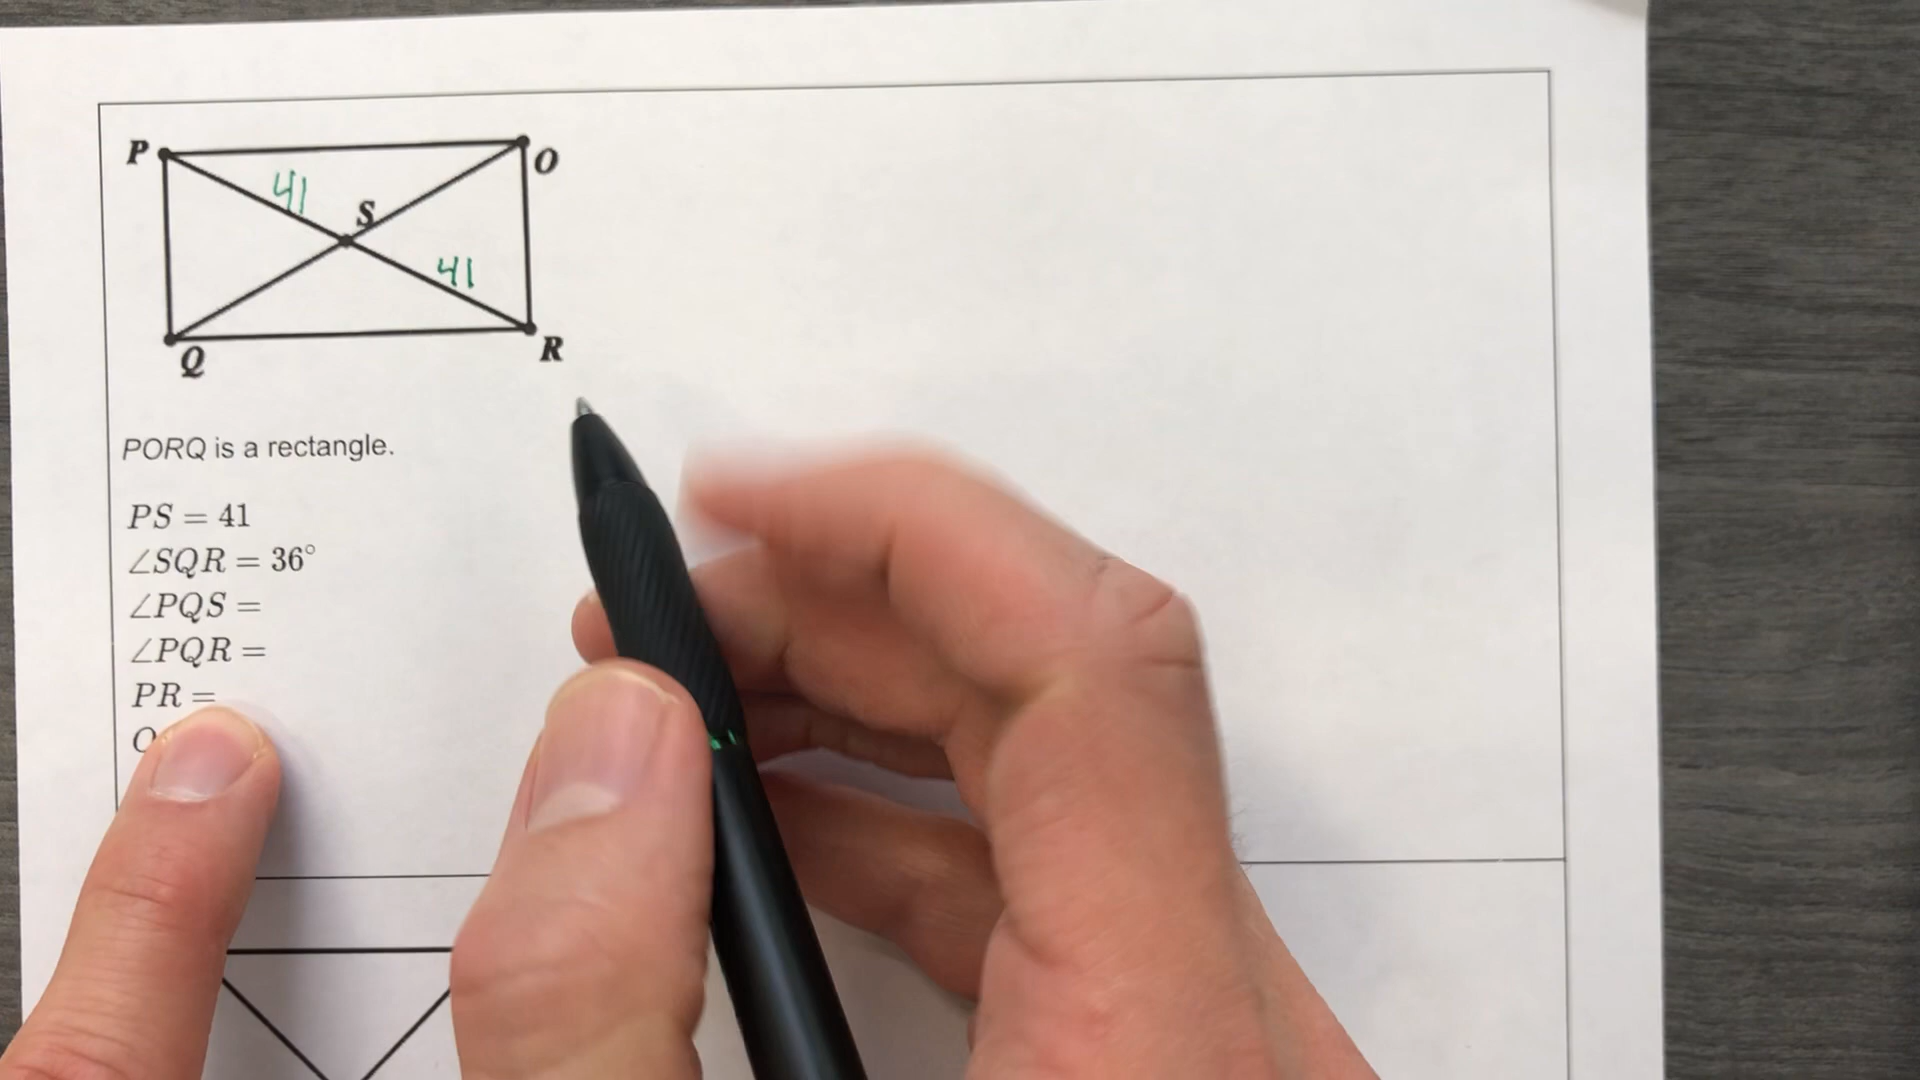 P
O
41
S
41
Q
R
PORQ is a rectangle.
PS = 41
∠SQR = 36°
∠PQS =
∠PQR =
PR =